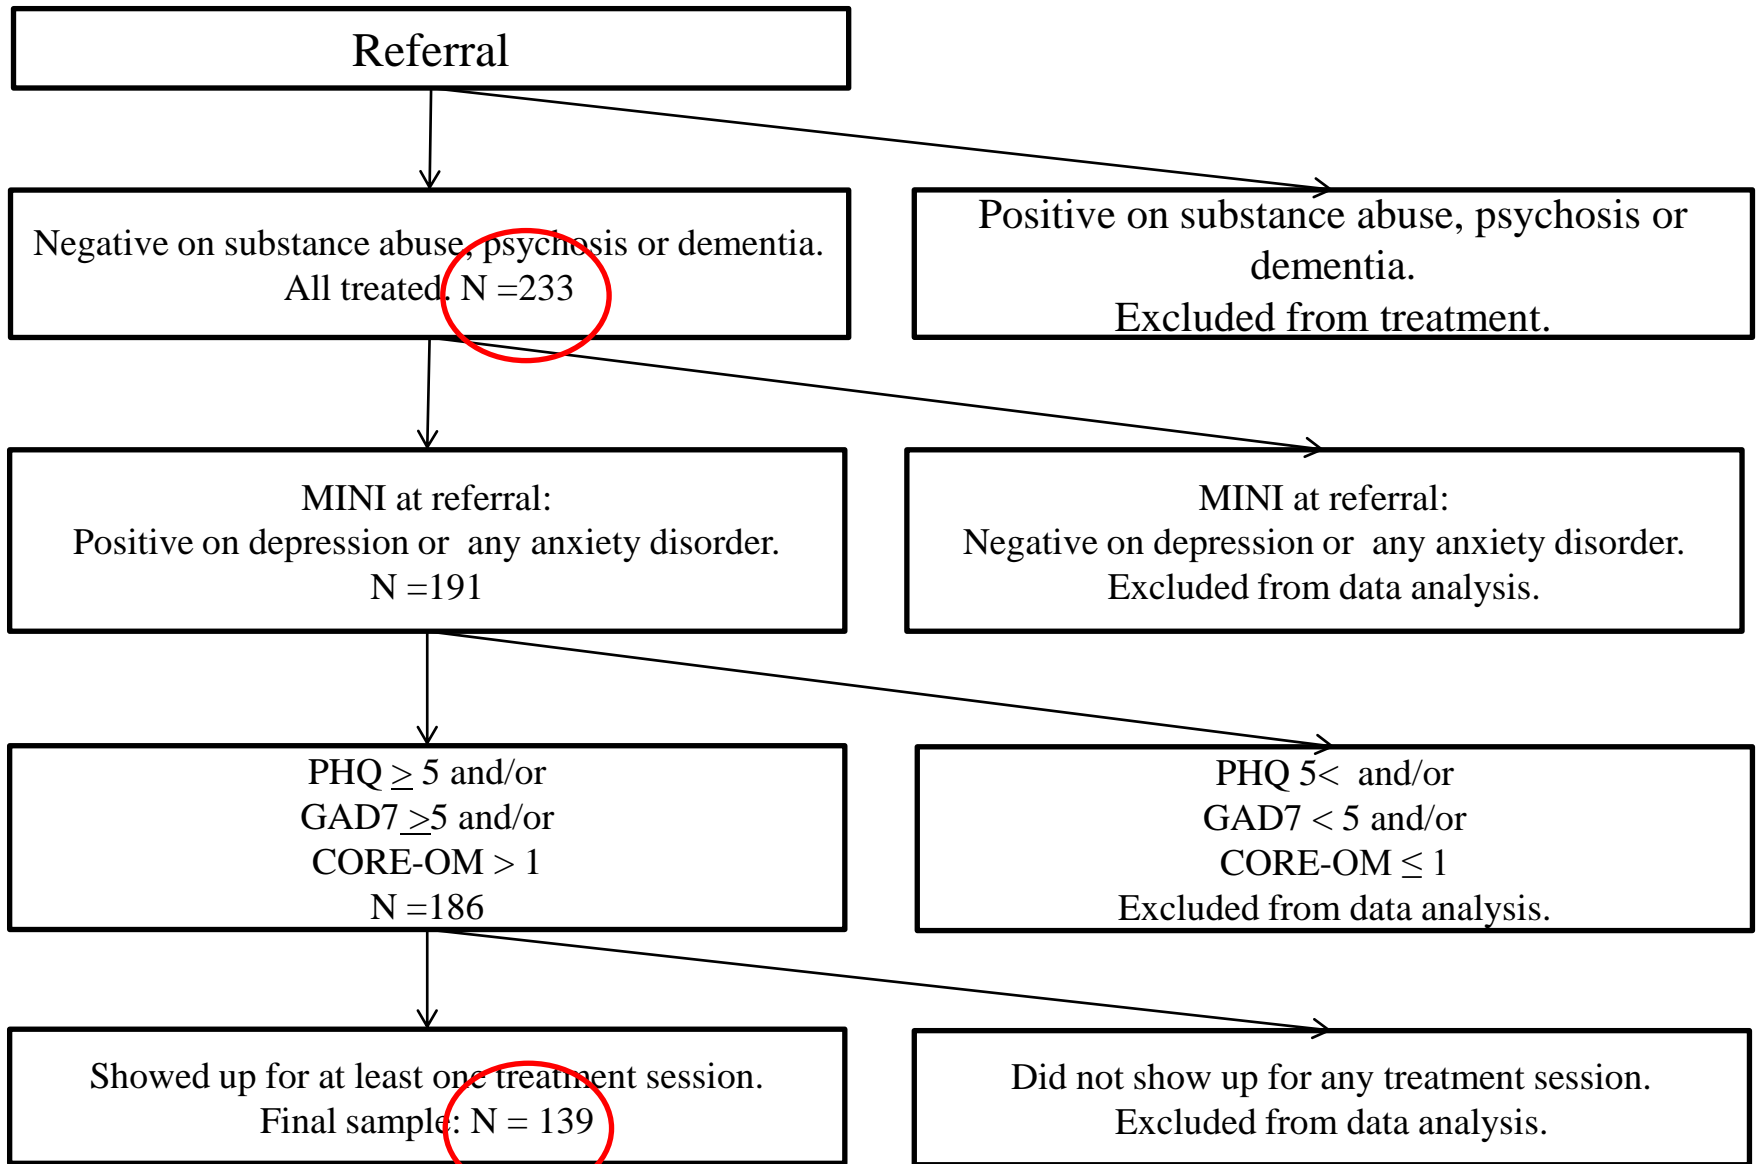 Referral
Negative on substance abuse, psychosis or dementia.
All treated. N =233
Positive on substance abuse, psychosis or
dementia.
Excluded from treatment.
MINI at referral:
Positive on depression or  any anxiety disorder.
N =191
MINI at referral:
Negative on depression or  any anxiety disorder.
Excluded from data analysis.
PHQ ≥ 5 and/or
GAD7 ≥5 and/or
CORE-OM > 1
N =186
PHQ 5<  and/or
GAD7 < 5 and/or
CORE-OM ≤ 1
Excluded from data analysis.
Showed up for at least one treatment session.
Final sample: N = 139
Did not show up for any treatment session.
Excluded from data analysis.